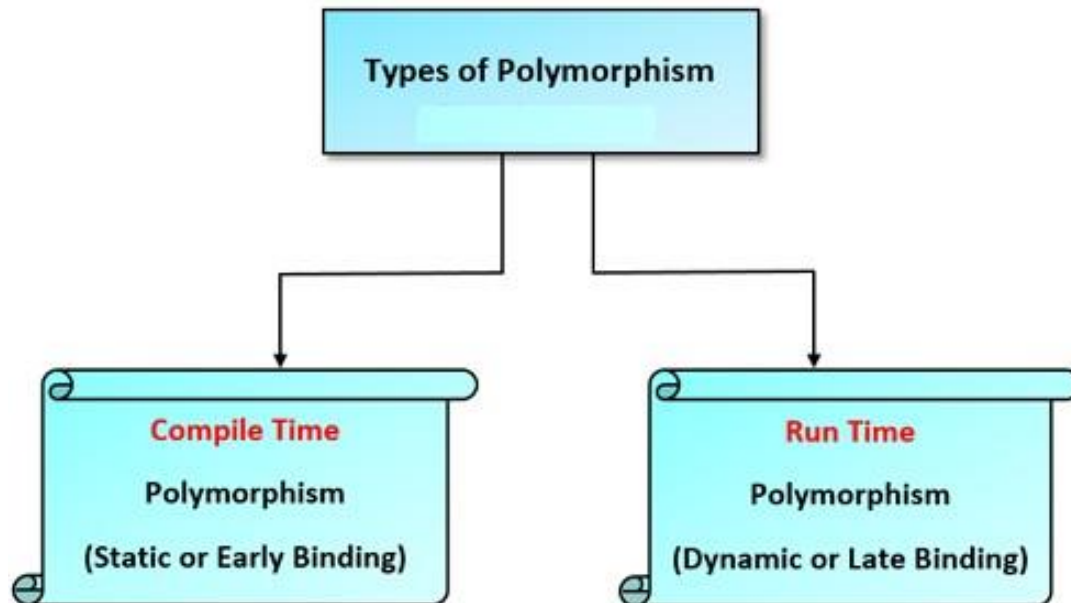 Types of Polymorphism
Compile Time
Polymorphism
(Static or Early Binding)
Run Time
Polymorphism
(Dynamic or Late Binding)